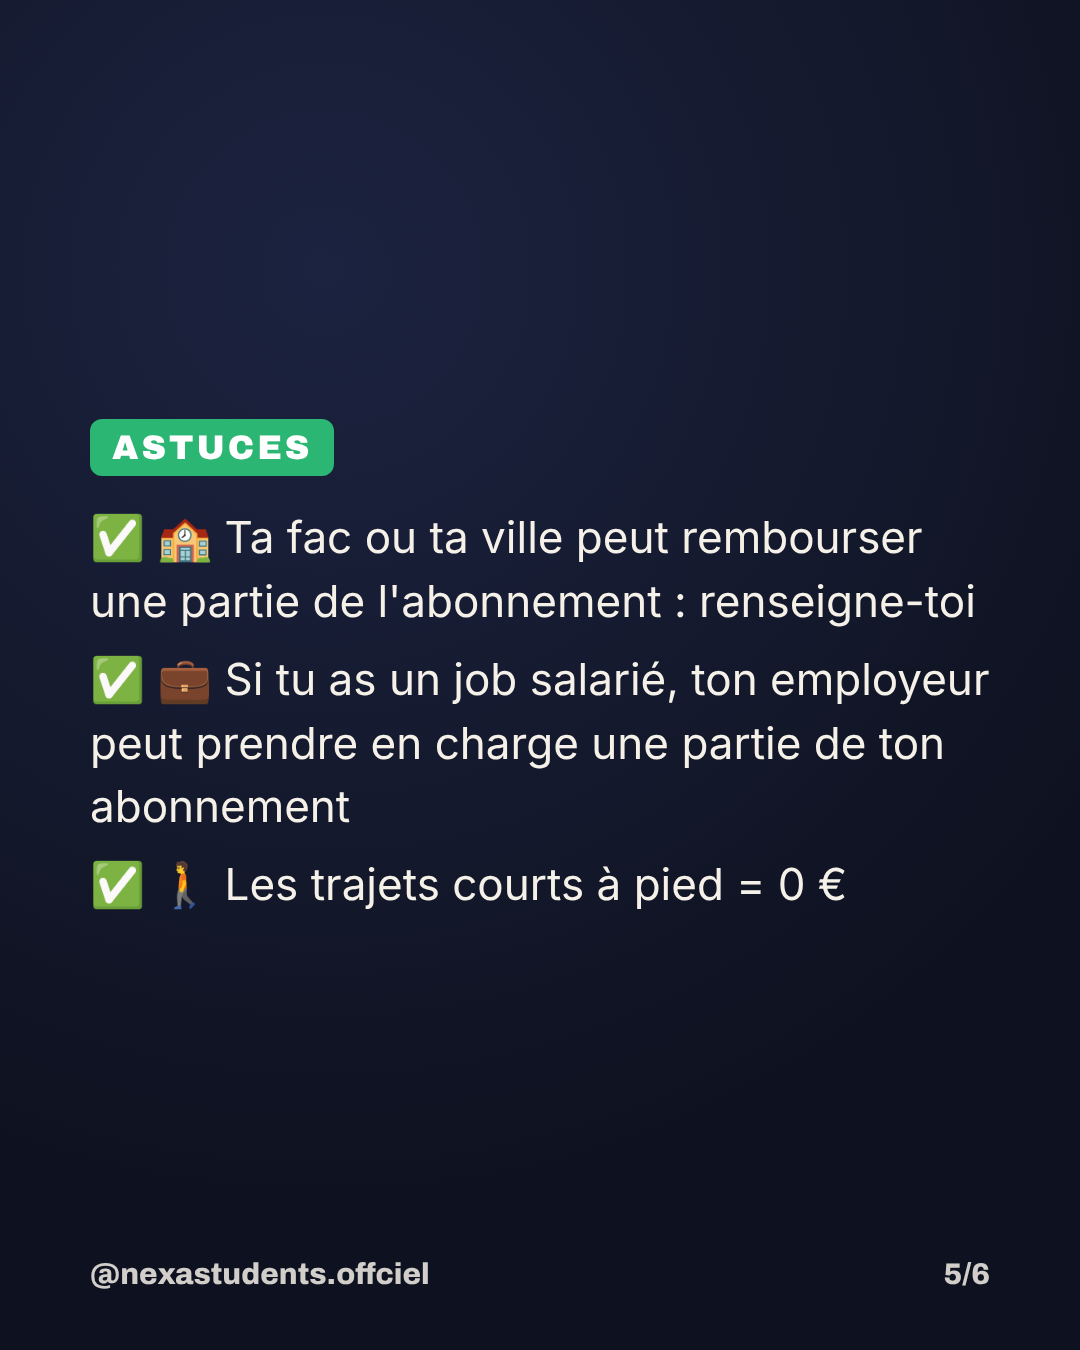 ASTUCES
✅ 🏫 Ta fac ou ta ville peut rembourser
une partie de l'abonnement : renseigne-toi
✅ 💼 Si tu as un job salarié, ton employeur
peut prendre en charge une partie de ton
abonnement
✅ 🚶 Les trajets courts à pied = 0 €
@nexastudents.offciel
5/6